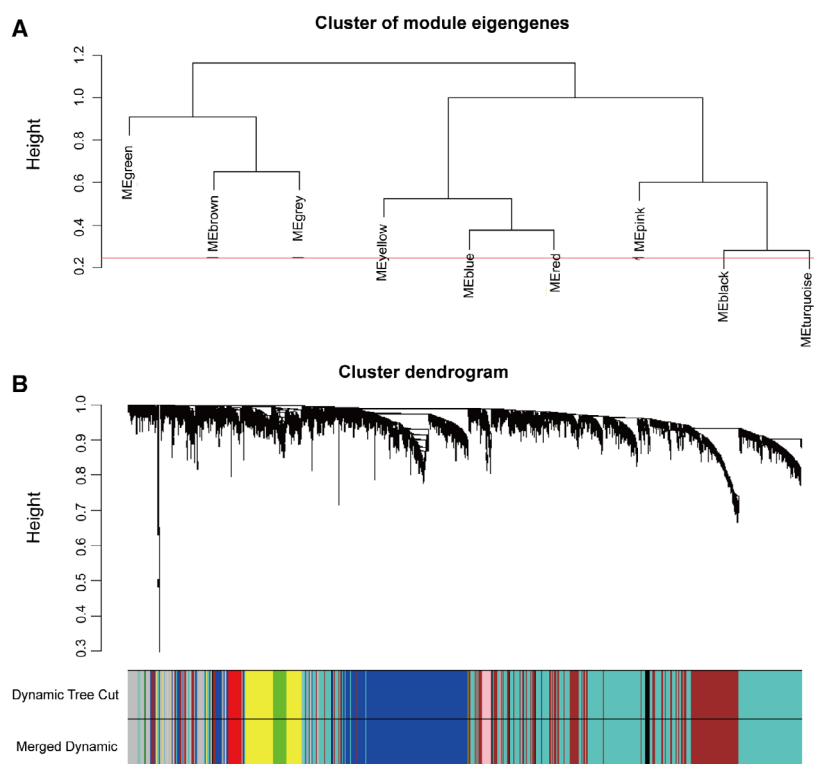 A
Cluster of module eigengenes
Height
1.2
1.0
0.8
0.6
0.4
0.2
MEgreen
MEbrown
MEgrey
MEyellow
MEblue
MEred
MEpink
MEblack
MEturquoise
B
Cluster dendrogram
Height
1.0
0.9
0.8
0.7
0.6
0.5
0.4
0.3
Dynamic Tree Cut
Merged Dynamic